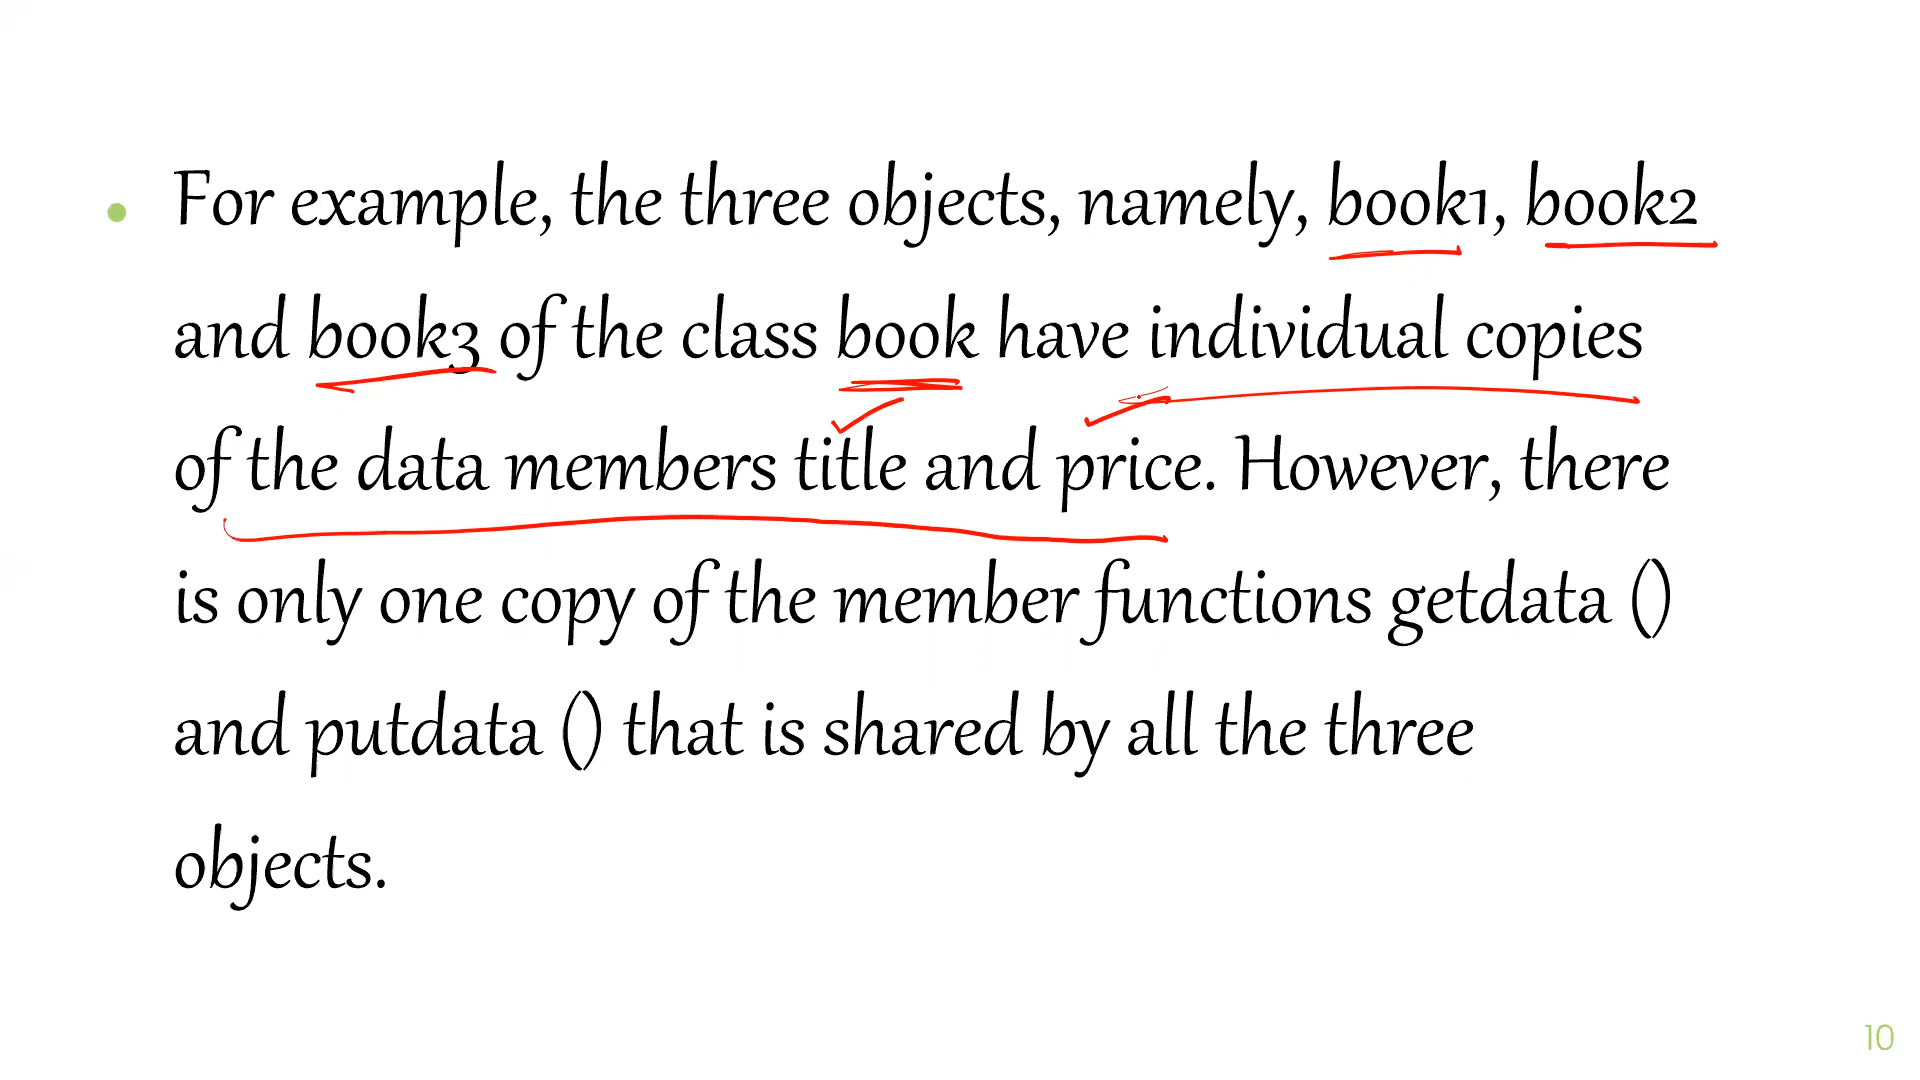 • For example, the three objects, namely, book1, book2
and book3 of the class book have individual copies
of the data members title and price. However, there
is only one copy of the member functions getdata ()
and putdata () that is shared by all the three
objects.
10